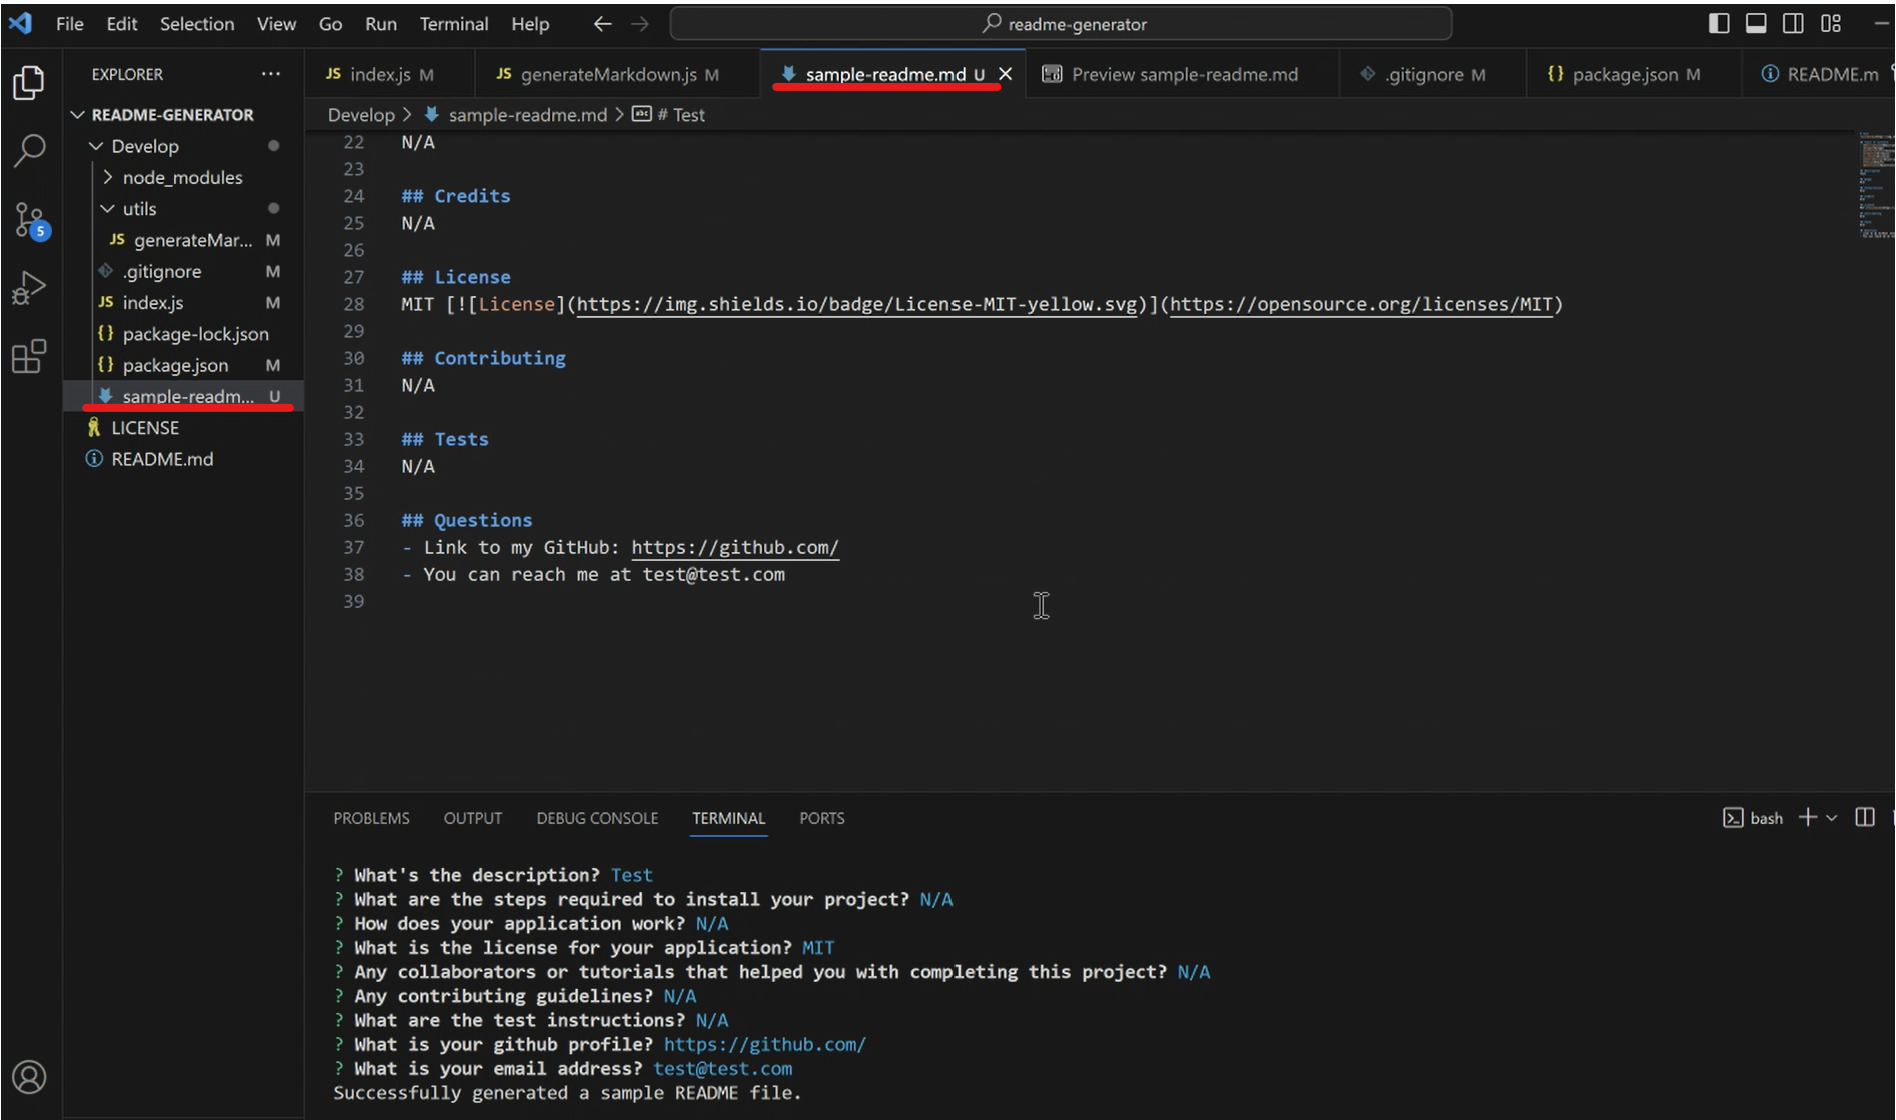 File Edit Selection View Go Run Terminal Help readme-generator
EXPLORER
README-GENERATOR
Develop
node_modules
utils
JS generateMar... M
.gitignore M
JS index.js M
{} package-lock.json
{} package.json M
sample-readm... U
LICENSE
README.md
5
JS index.js M
JS generateMarkdown.js M
sample-readme.md U
Preview sample-readme.md
.gitignore M
{} package.json M
README.m
Develop > sample-readme.md > abc # Test
22 N/A
23
24 ## Credits
25 N/A
26
27 ## License
28 MIT [![License](https://img.shields.io/badge/License-MIT-yellow.svg)](https://opensource.org/licenses/MIT)
29
30 ## Contributing
31 N/A
32
33 ## Tests
34 N/A
35
36 ## Questions
37 - Link to my GitHub: https://github.com/
38 - You can reach me at test@test.com
39
PROBLEMS OUTPUT DEBUG CONSOLE TERMINAL PORTS
bash
? What's the description? Test
? What are the steps required to install your project? N/A
? How does your application work? N/A
? What is the license for your application? MIT
? Any collaborators or tutorials that helped you with completing this project? N/A
? Any contributing guidelines? N/A
? What are the test instructions? N/A
? What is your github profile? https://github.com/
? What is your email address? test@test.com
Successfully generated a sample README file.